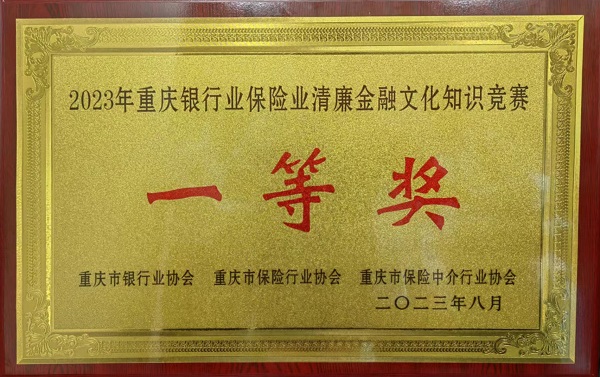 2023年重庆银行业保险业清廉金融文化知识竞赛
一等奖
重庆市银行业协会 重庆市保险行业协会 重庆市保险中介行业协会
二〇二三年八月